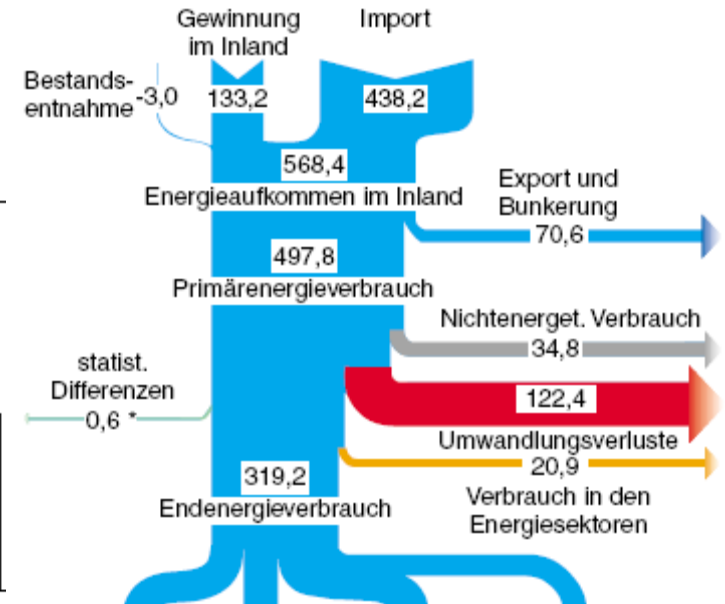 Gewinnung
im Inland
Import
Bestands-
entnahme
-3,0
133,2
438,2
568,4
Energieaufkommen im Inland
Export und
Bunkerung
70,6
497,8
Primärenergieverbrauch
Nichtenerget. Verbrauch
34,8
statist.
Differenzen
0,6 *
122,4
Umwandlungsverluste
20,9
Verbrauch in den
Energiesektoren
319,2
Endenergieverbrauch